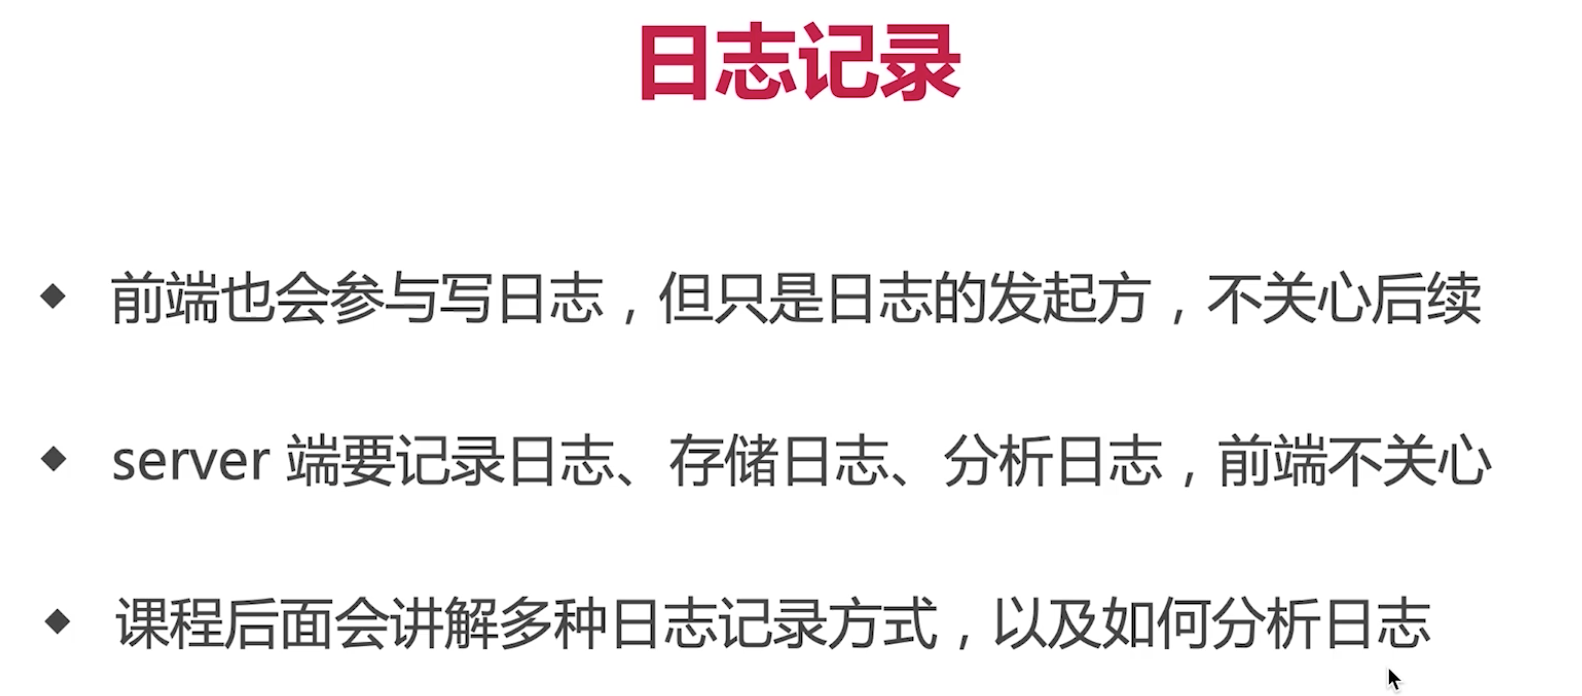 日志记录
前端也会参与写日志，但只是日志的发起方，不关心后续
server 端要记录日志、存储日志、分析日志，前端不关心
课程后面会讲解多种日志记录方式，以及如何分析日志